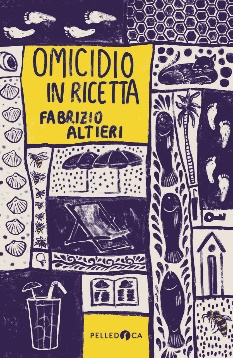 OMICIDIO
IN RICETTA
FABRIZIO
ALTIERI
PELLEDOCA